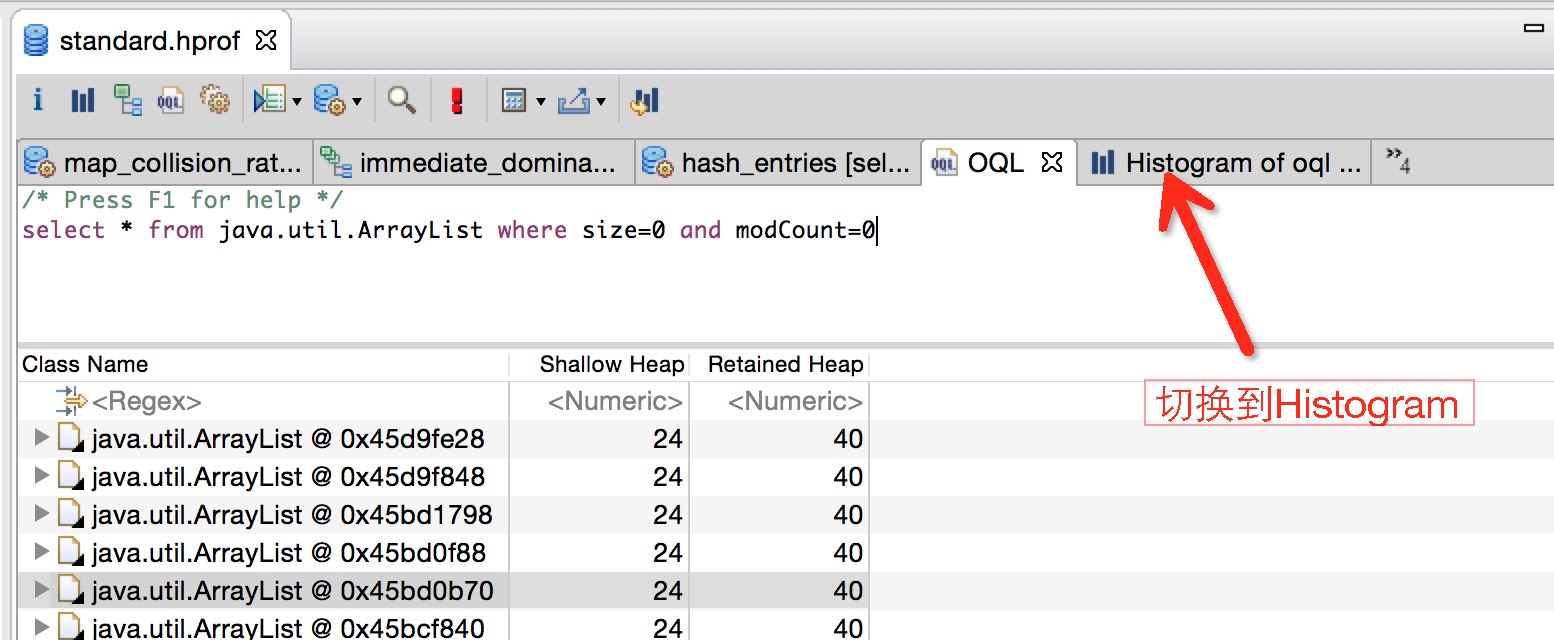 standard.hprof
i OQL
map_collision_rat... immediate_domina... hash_entries [sel... OQL Histogram of oql ... »4
/* Press F1 for help */
select * from java.util.ArrayList where size=0 and modCount=0
切换到Histogram
Class Name Shallow Heap Retained Heap
<Regex> <Numeric> <Numeric>
java.util.ArrayList @ 0x45d9fe28 24 40
java.util.ArrayList @ 0x45d9f848 24 40
java.util.ArrayList @ 0x45bd1798 24 40
java.util.ArrayList @ 0x45bd0f88 24 40
java.util.ArrayList @ 0x45bd0b70 24 40
java.util.ArrayList @ 0x45bcf840 24 40